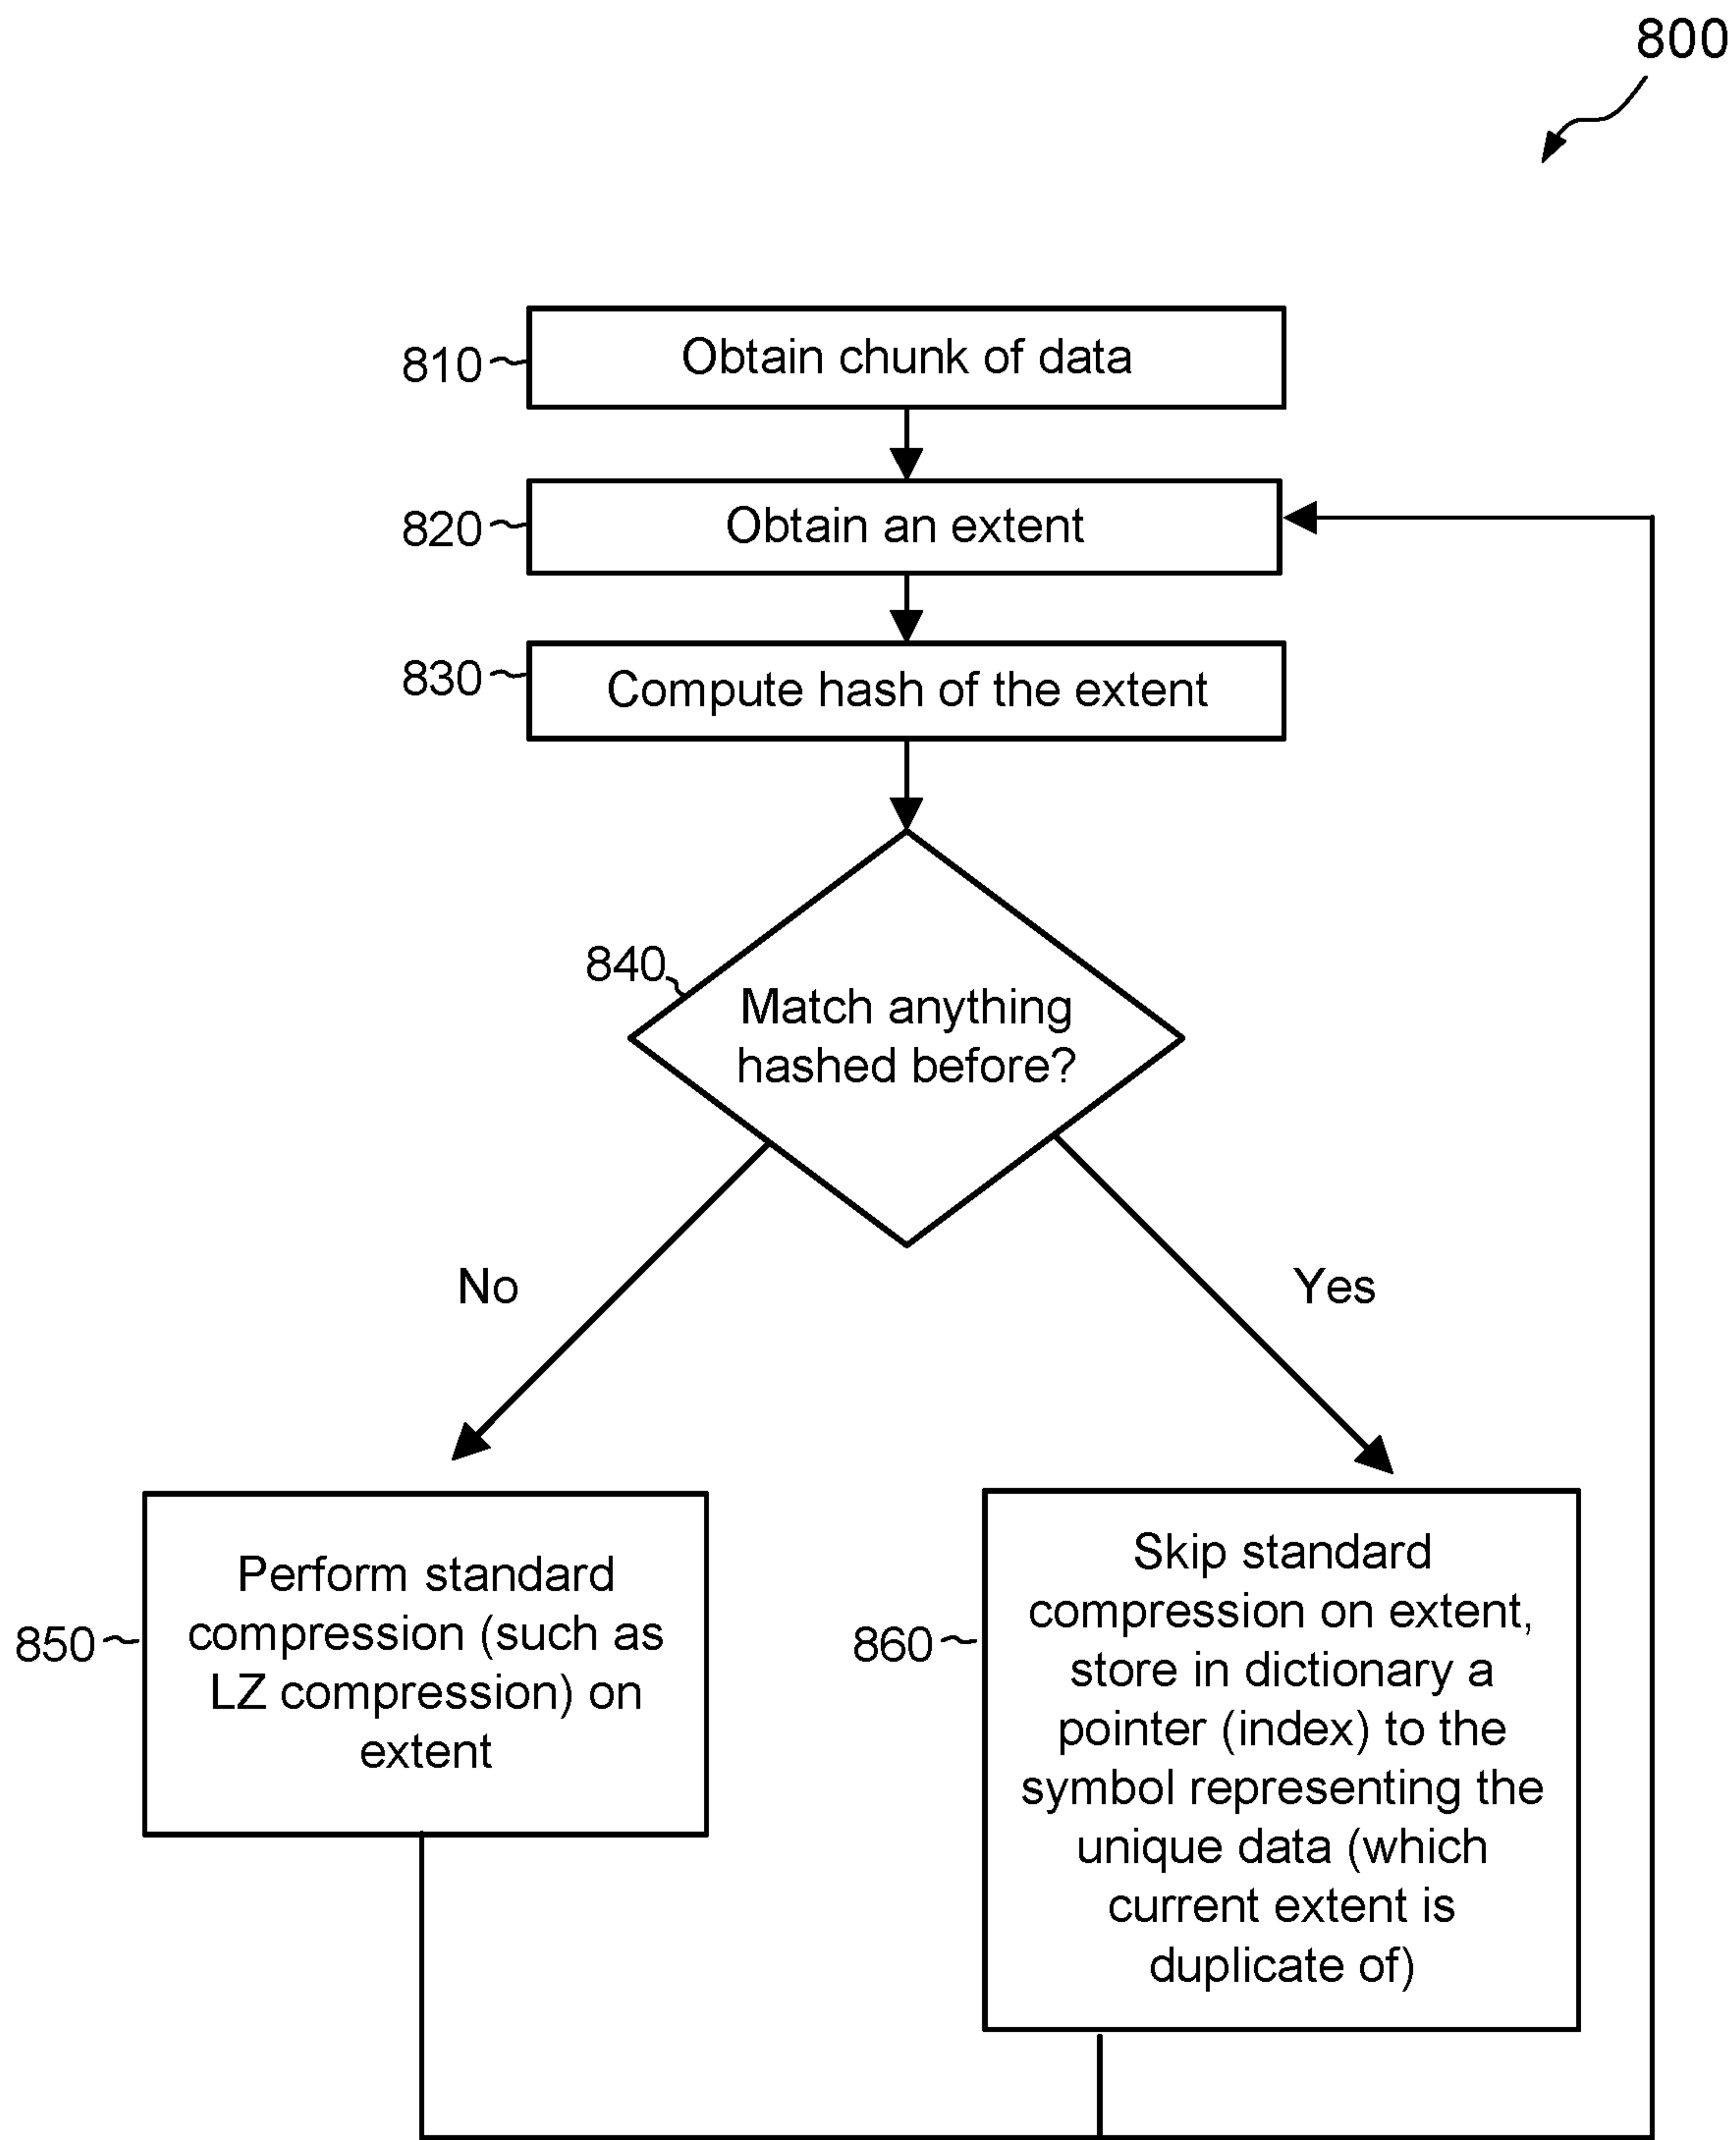 800
810
Obtain chunk of data
820
Obtain an extent
830
Compute hash of the extent
840
Match anything
hashed before?
No
Yes
850
Perform standard
compression (such as
LZ compression) on
extent
860
Skip standard
compression on extent,
store in dictionary a
pointer (index) to the
symbol representing the
unique data (which
current extent is
duplicate of)